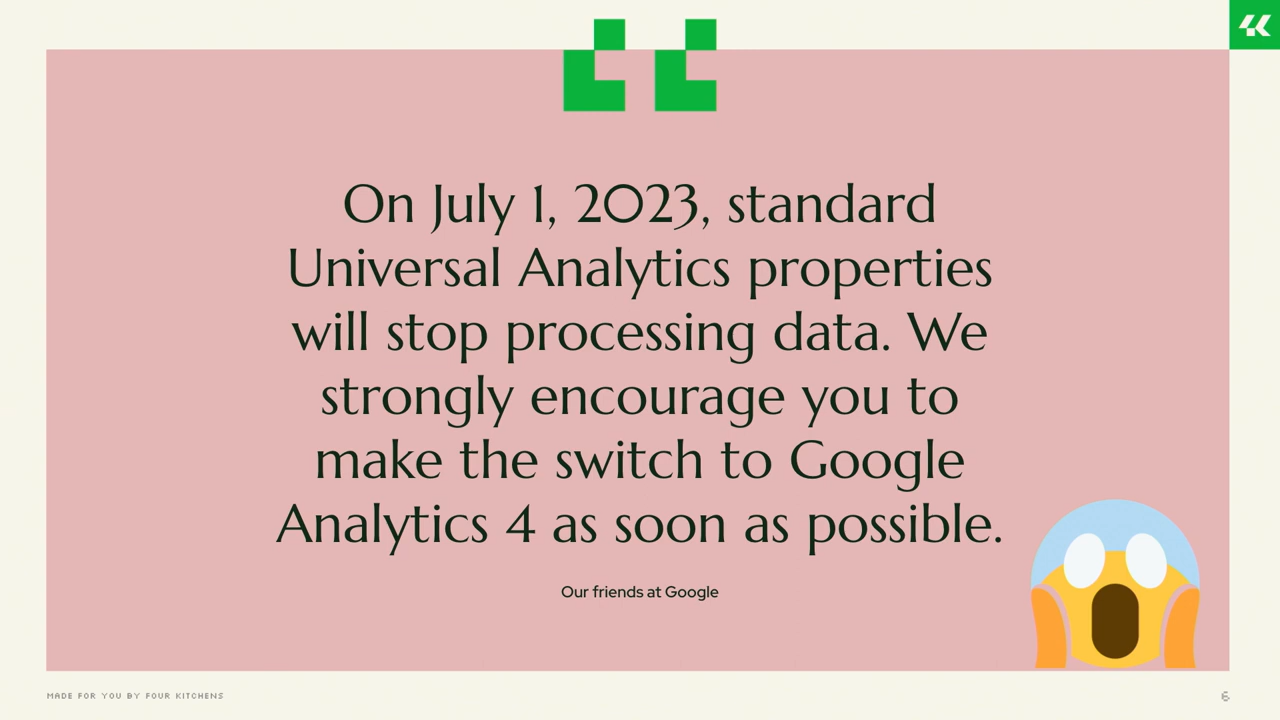 On July 1, 2023, standard
Universal Analytics properties
will stop processing data. We
strongly encourage you to
make the switch to Google
Analytics 4 as soon as possible.
Our friends at Google
MADE FOR YOU BY FOUR KITCHENS
6